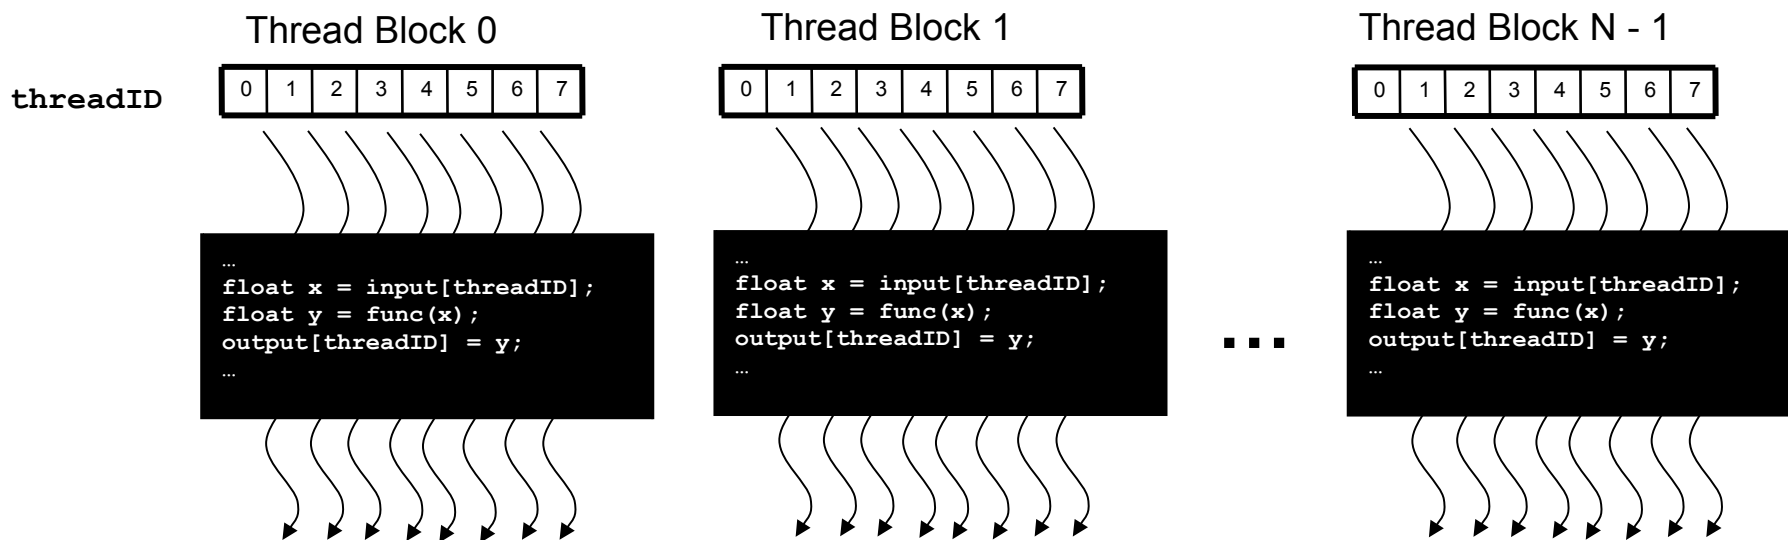 Thread Block 0
Thread Block 1
Thread Block N - 1
threadID
0 1 2 3 4 5 6 7
0 1 2 3 4 5 6 7
0 1 2 3 4 5 6 7
…
float x = input[threadID];
float y = func(x);
output[threadID] = y;
…
…
float x = input[threadID];
float y = func(x);
output[threadID] = y;
…
...
…
float x = input[threadID];
float y = func(x);
output[threadID] = y;
…